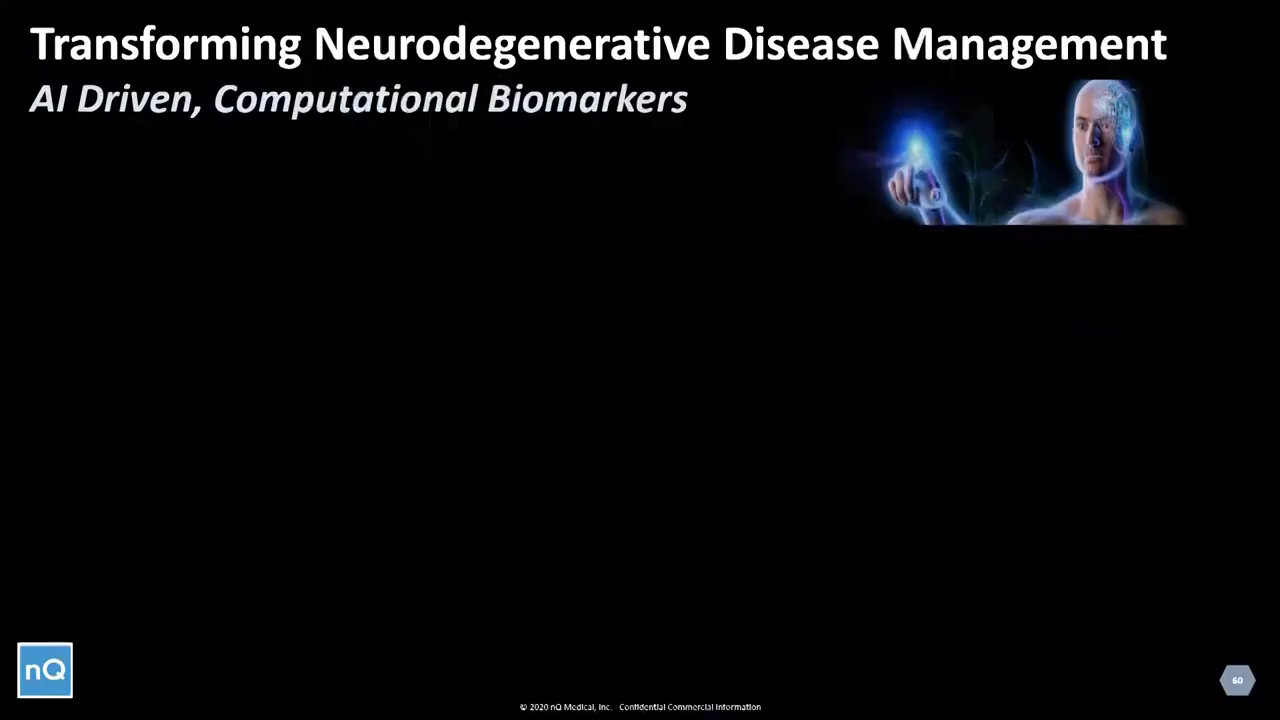 Transforming Neurodegenerative Disease Management
AI Driven, Computational Biomarkers
nQ
60
© 2020 nQ Medical, Inc. Confidential Commercial Information